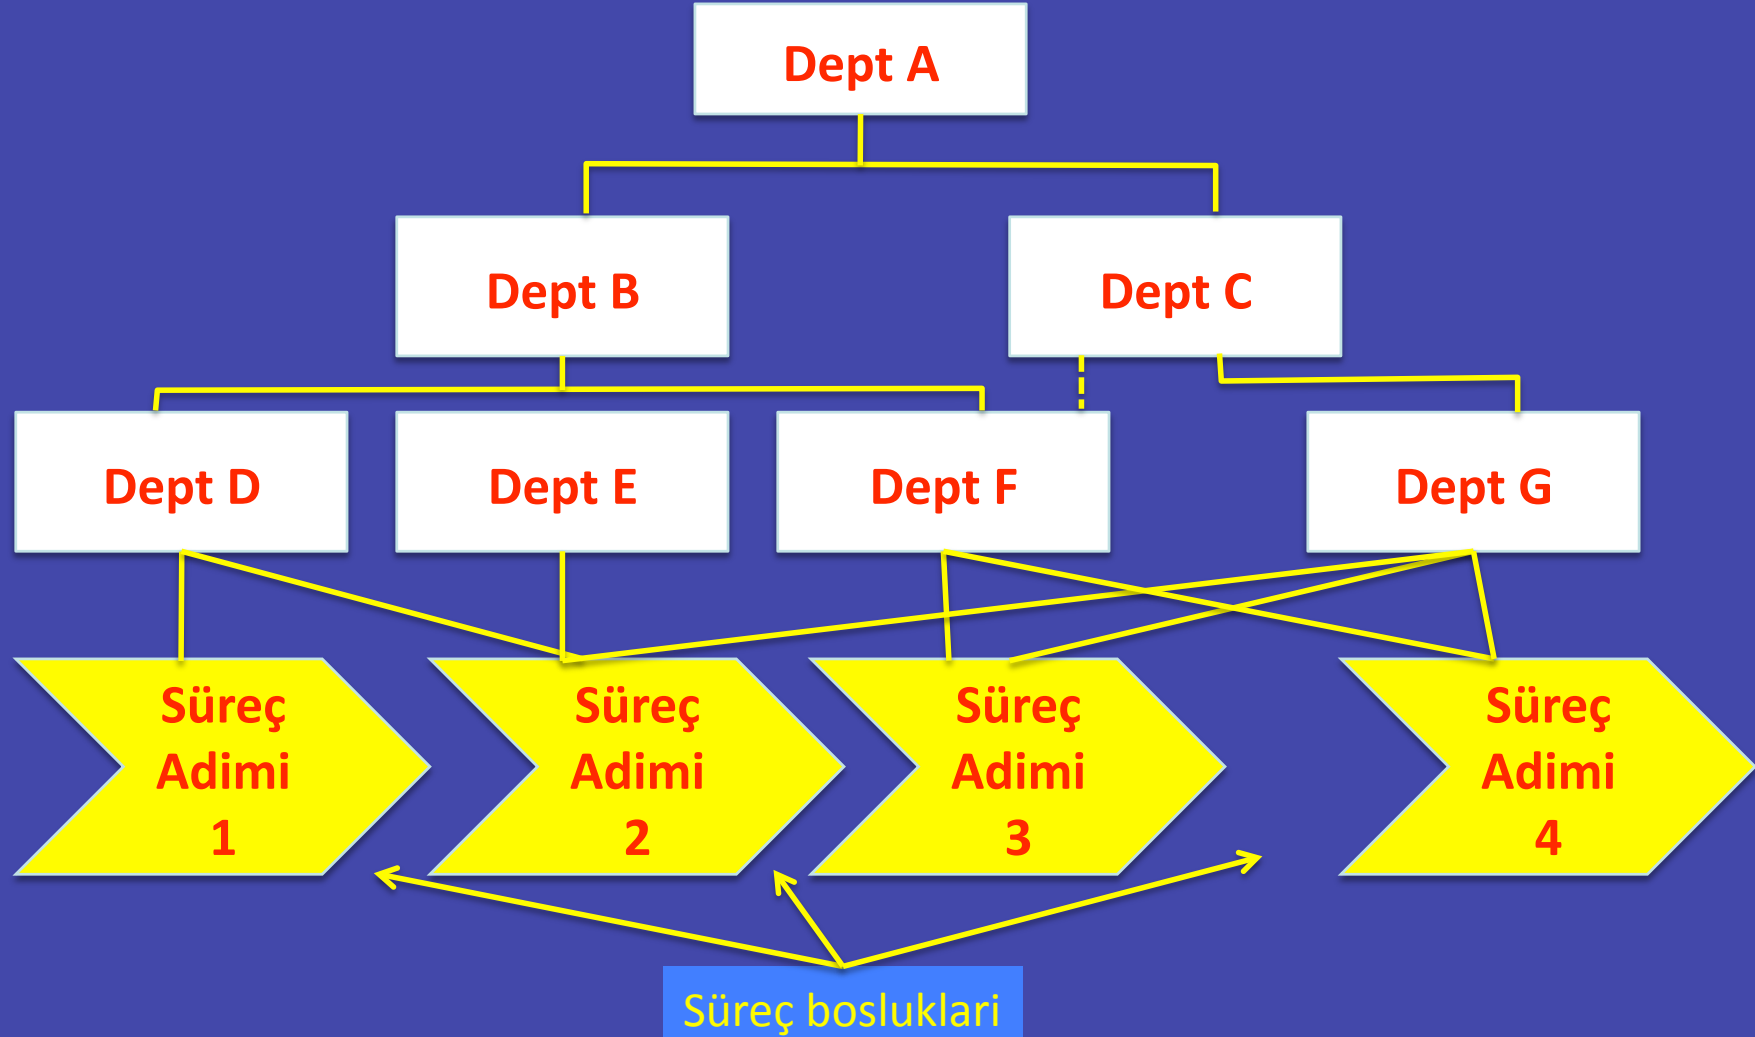 Dept A
Dept B
Dept C
Dept D
Dept E
Dept F
Dept G
Süreç
Adimi
1
Süreç
Adimi
2
Süreç
Adimi
3
Süreç
Adimi
4
Süreç bosluklari